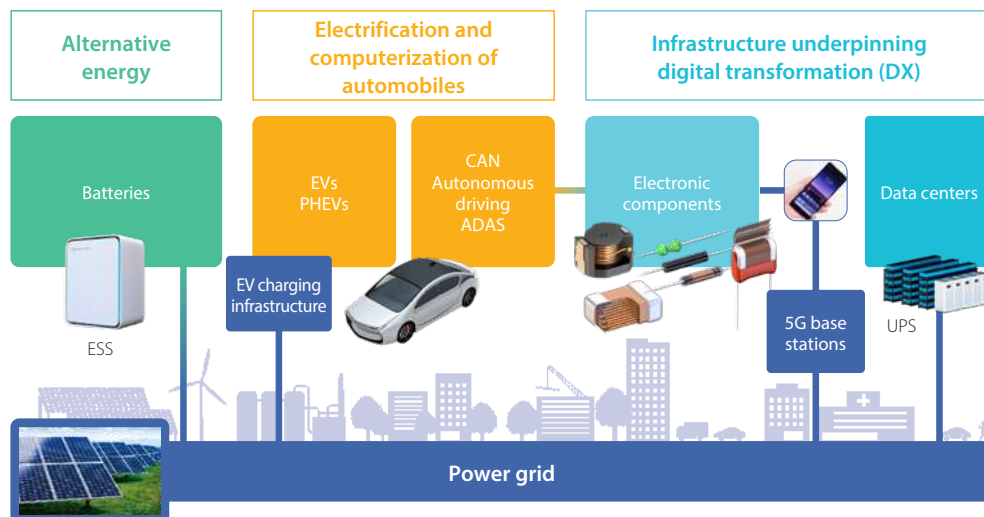 Alternative
energy
Electrification and
computerization of
automobiles
Infrastructure underpinning
digital transformation (DX)
Batteries
EVs
PHEVs
CAN
Autonomous
driving
ADAS
Electronic
components
Data centers
EV charging
infrastructure
ESS
5G base
stations
UPS
Power grid